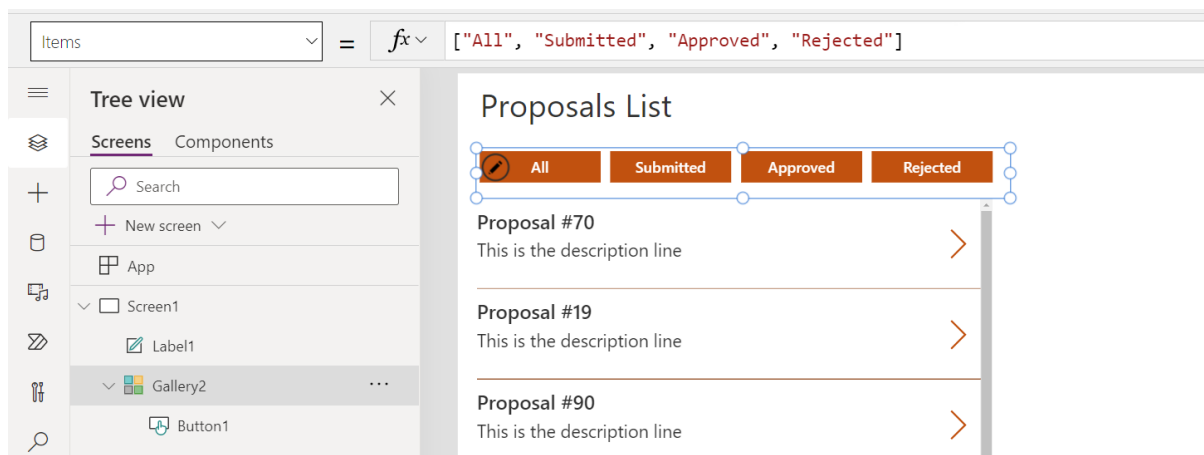 Items = fx ["All", "Submitted", "Approved", "Rejected"]
Tree view
Screens Components
Search
New screen
App
Screen1
Label1
Gallery2
Button1
Proposals List
All Submitted Approved Rejected
Proposal #70
This is the description line
Proposal #19
This is the description line
Proposal #90
This is the description line